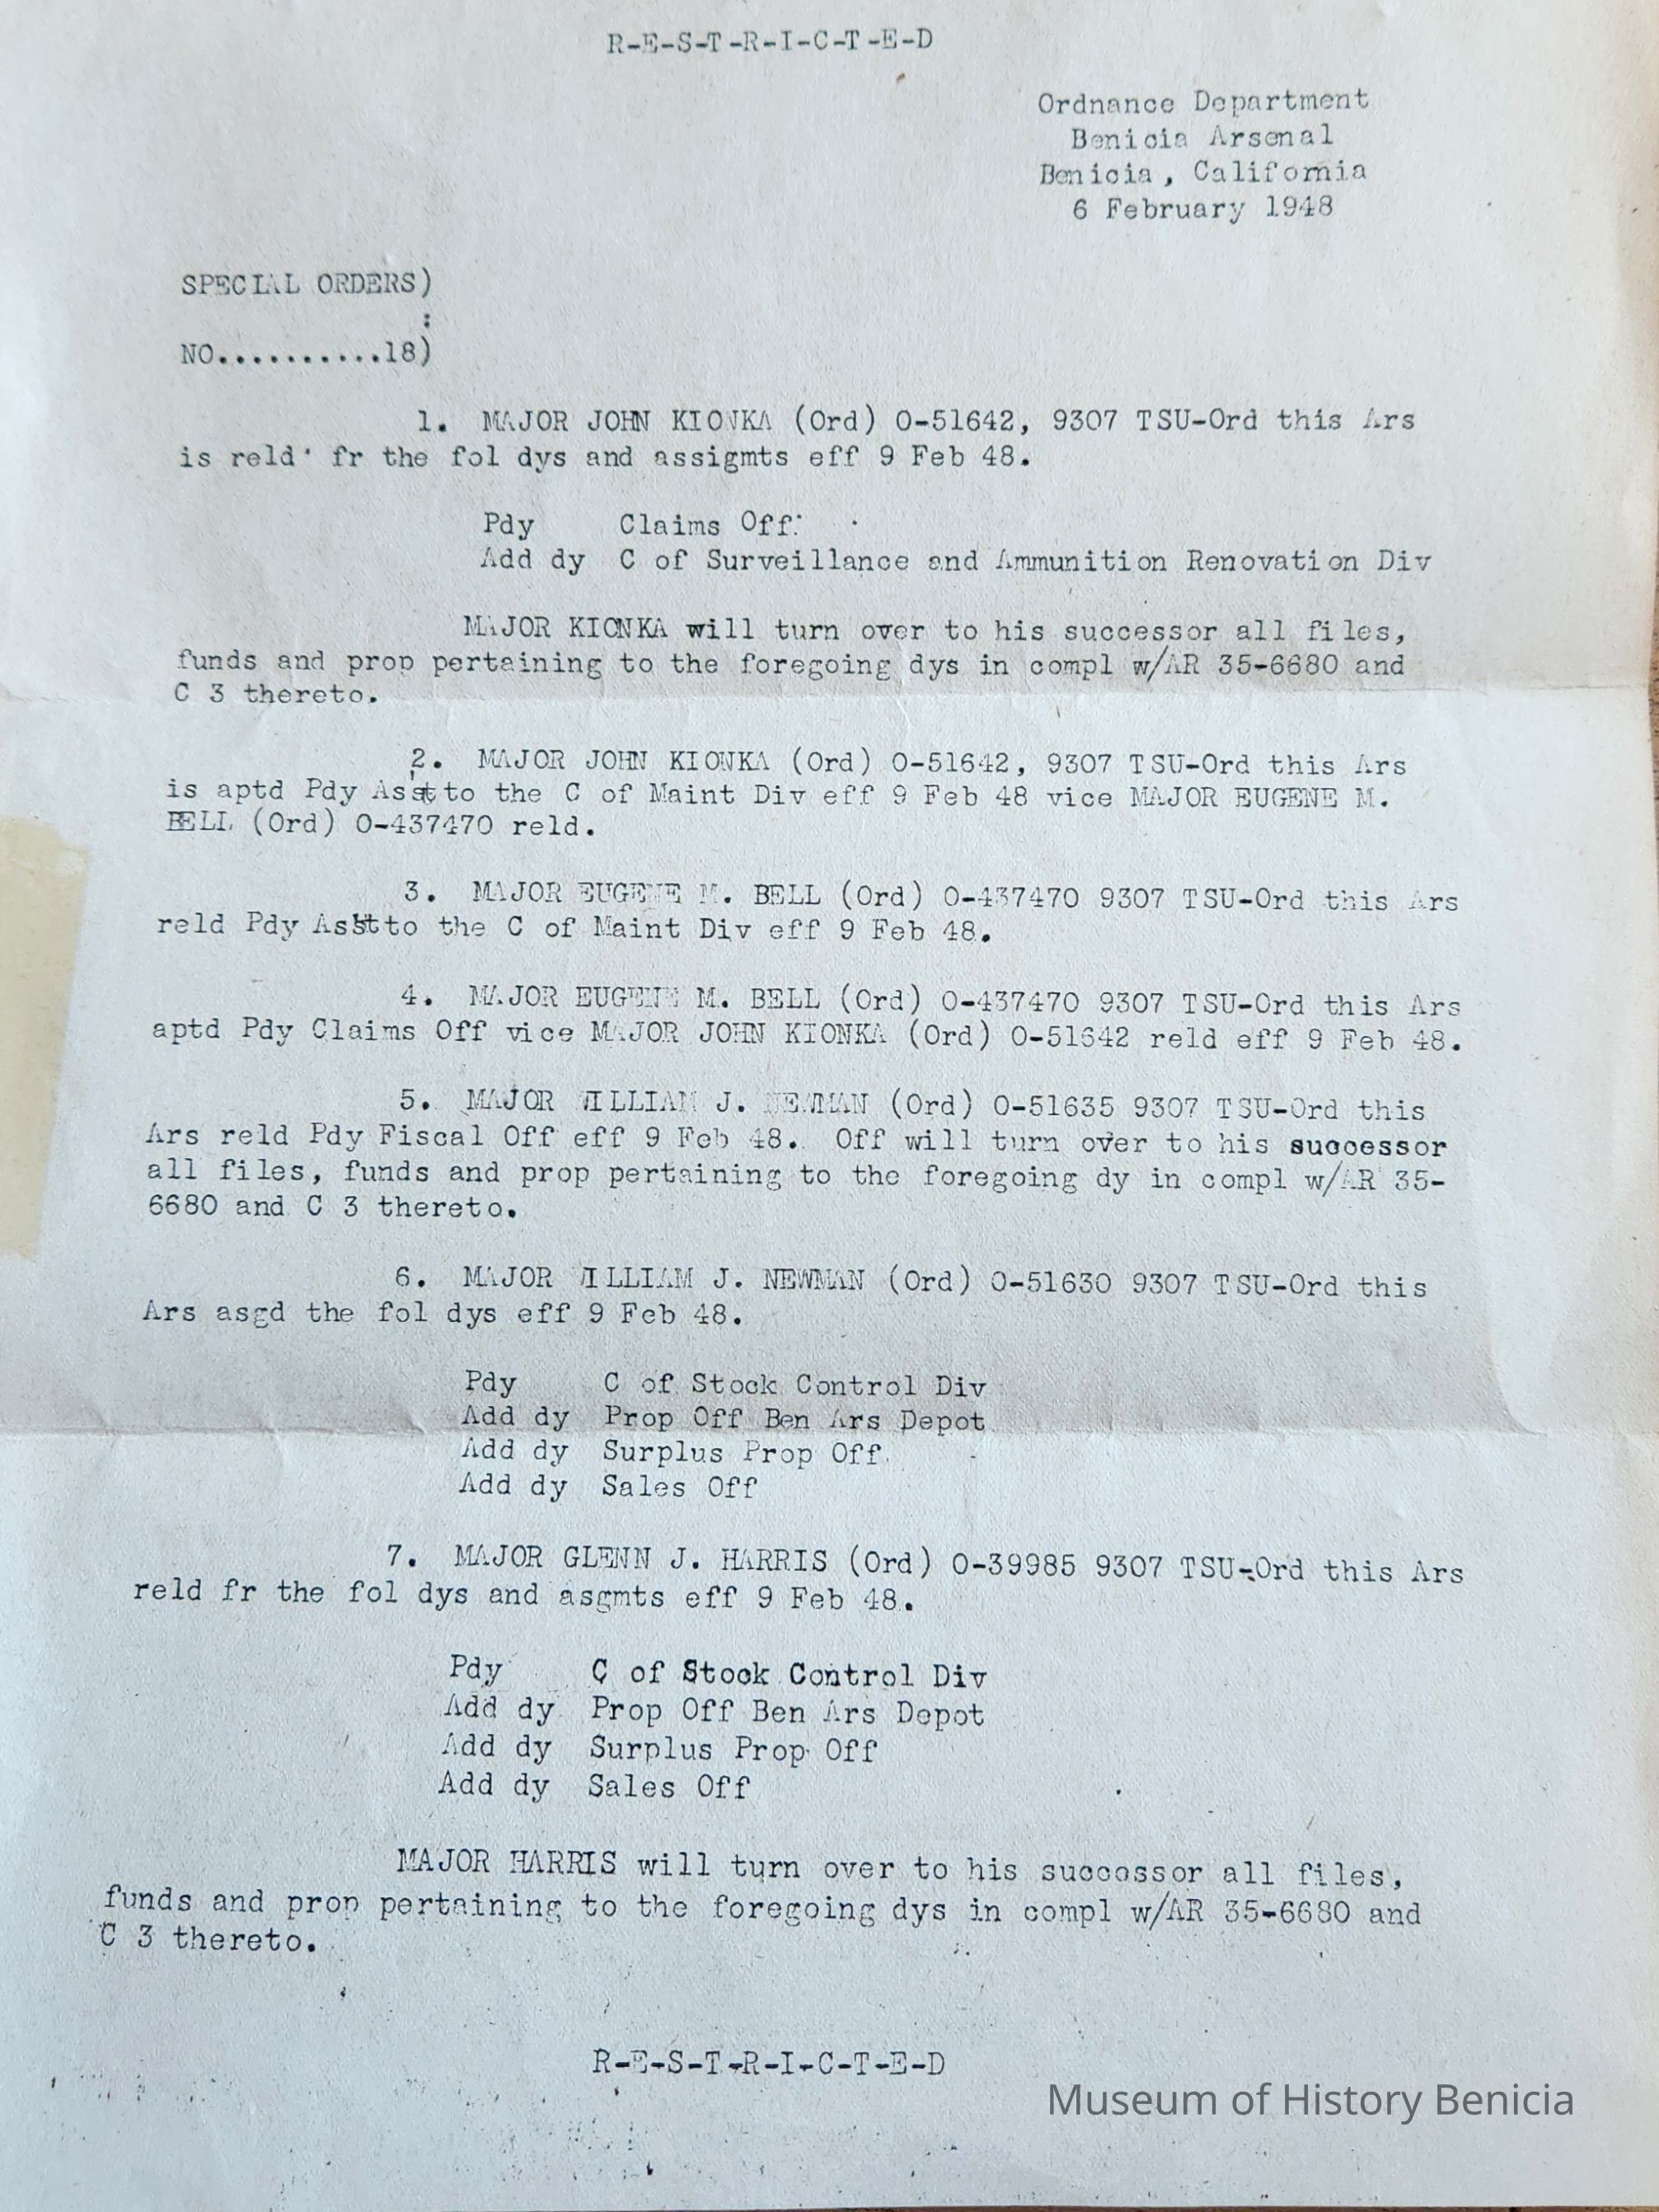 R-E-S-T-R-I-C-T-E-D
Ordnance Department
Benicia Arsenal
Benicia, California
6 February 1948
SPECIAL ORDERS)
:
NO..........18)
1. MAJOR JOHN KIONKA (Ord) O-51642, 9307 TSU-Ord this Ars
is reld fr the fol dys and assigmts eff 9 Feb 48.
Pdy Claims Off.
Add dy C of Surveillance and Ammunition Renovation Div
MAJOR KIONKA will turn over to his successor all files,
funds and prop pertaining to the foregoing dys in compl w/AR 35-6680 and
C 3 thereto.
2. MAJOR JOHN KIONKA (Ord) O-51642, 9307 TSU-Ord this Ars
is aptd Pdy Asst to the C of Maint Div eff 9 Feb 48 vice MAJOR EUGENE M.
BELL (Ord) O-437470 reld.
3. MAJOR EUGENE M. BELL (Ord) O-437470 9307 TSU-Ord this Ars
reld Pdy Asst to the C of Maint Div eff 9 Feb 48.
4. MAJOR EUGENE M. BELL (Ord) O-437470 9307 TSU-Ord this Ars
aptd Pdy Claims Off vice MAJOR JOHN KIONKA (Ord) O-51642 reld eff 9 Feb 48.
5. MAJOR WILLIAM J. NEWMAN (Ord) O-51635 9307 TSU-Ord this
Ars reld Pdy Fiscal Off eff 9 Feb 48. Off will turn over to his successor
all files, funds and prop pertaining to the foregoing dy in compl w/AR 35-
6680 and C 3 thereto.
6. MAJOR WILLIAM J. NEWMAN (Ord) O-51630 9307 TSU-Ord this
Ars asgd the fol dys eff 9 Feb 48.
Pdy C of Stock Control Div
Add dy Prop Off Ben Ars Depot
Add dy Surplus Prop Off
Add dy Sales Off
7. MAJOR GLENN J. HARRIS (Ord) O-39985 9307 TSU-Ord this Ars
reld fr the fol dys and asgmts eff 9 Feb 48.
Pdy C of Stock Control Div
Add dy Prop Off Ben Ars Depot
Add dy Surplus Prop Off
Add dy Sales Off
MAJOR HARRIS will turn over to his successor all files,
funds and prop pertaining to the foregoing dys in compl w/AR 35-6680 and
C 3 thereto.
R-E-S-T-R-I-C-T-E-D
Museum of History Benicia